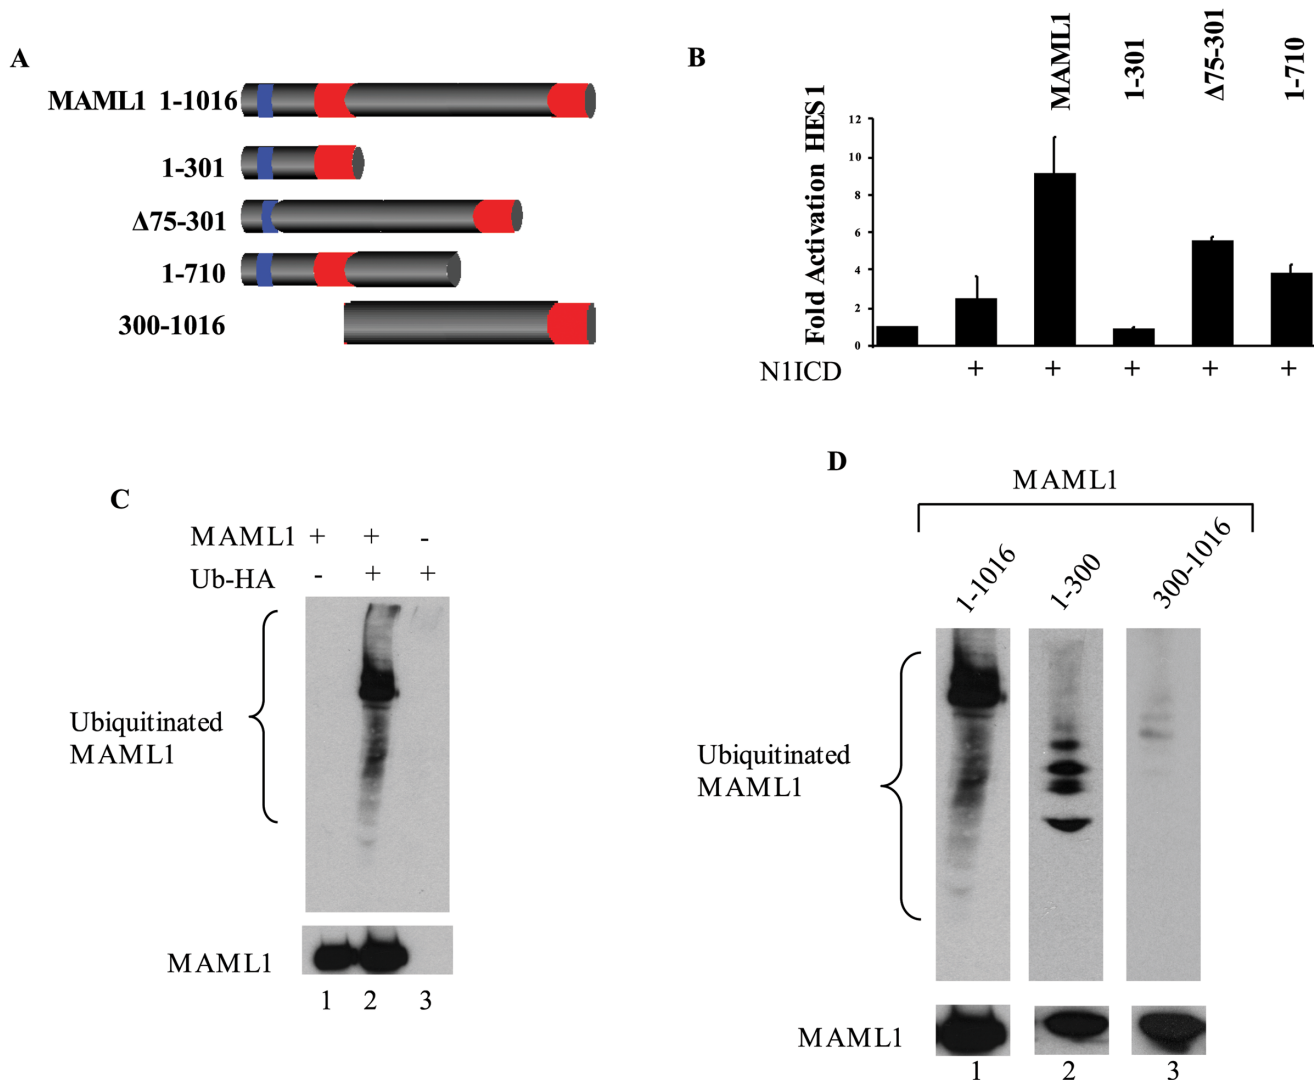 A
MAML1 1-1016
1-301
Δ75-301
1-710
300-1016
B
MAML1
1-301
Δ75-301
1-710
Fold Activation HES1
12
10
8
6
4
2
0
N1ICD + + + + +
C
MAML1 + + -
Ub-HA - + +
Ubiquitinated
MAML1
MAML1
1 2 3
D
MAML1
1-1016
1-300
300-1016
Ubiquitinated
MAML1
MAML1
1 2 3